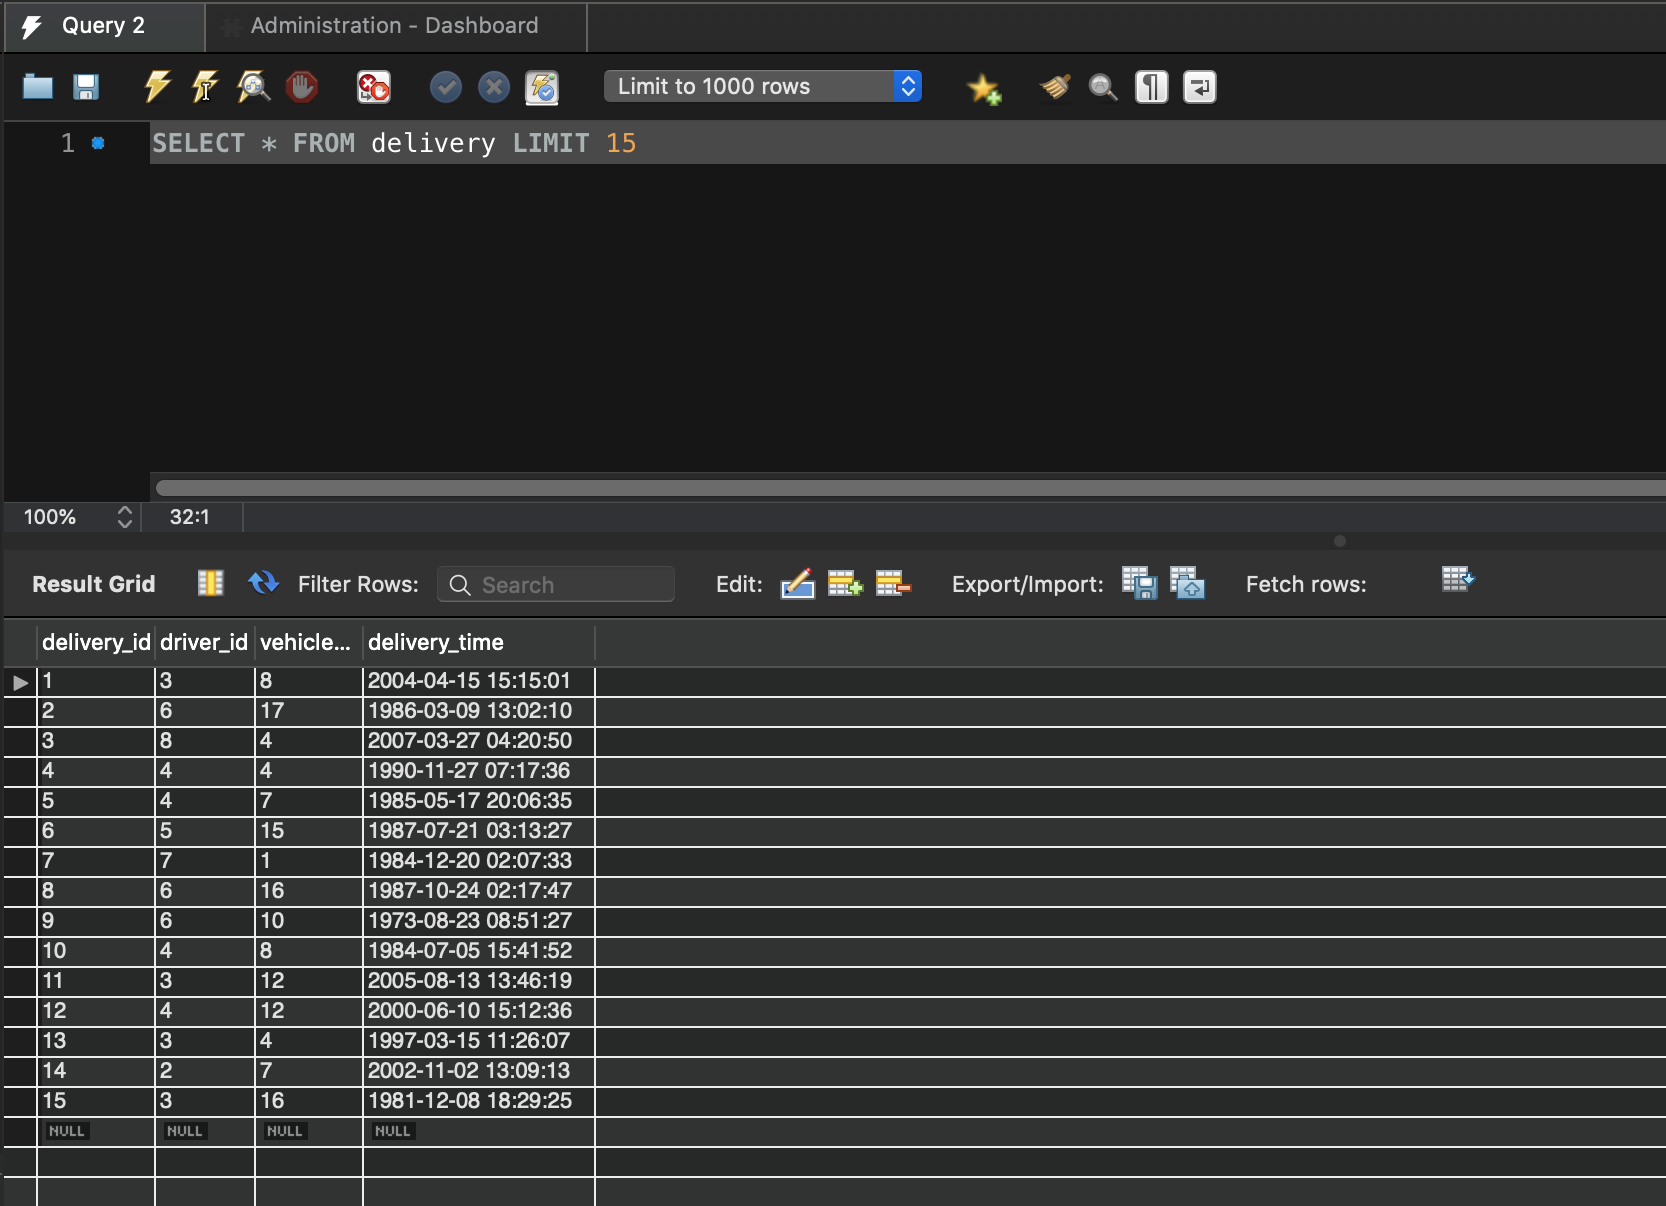 Query 2 Administration - Dashboard
Limit to 1000 rows
1 SELECT * FROM delivery LIMIT 15
100% 32:1
Result Grid Filter Rows: Search Edit: Export/Import: Fetch rows:
delivery_id driver_id vehicle... delivery_time
1 3 8 2004-04-15 15:15:01
2 6 17 1986-03-09 13:02:10
3 8 4 2007-03-27 04:20:50
4 4 4 1990-11-27 07:17:36
5 4 7 1985-05-17 20:06:35
6 5 15 1987-07-21 03:13:27
7 7 1 1984-12-20 02:07:33
8 6 16 1987-10-24 02:17:47
9 6 10 1973-08-23 08:51:27
10 4 8 1984-07-05 15:41:52
11 3 12 2005-08-13 13:46:19
12 4 12 2000-06-10 15:12:36
13 3 4 1997-03-15 11:26:07
14 2 7 2002-11-02 13:09:13
15 3 16 1981-12-08 18:29:25
NULL NULL NULL NULL